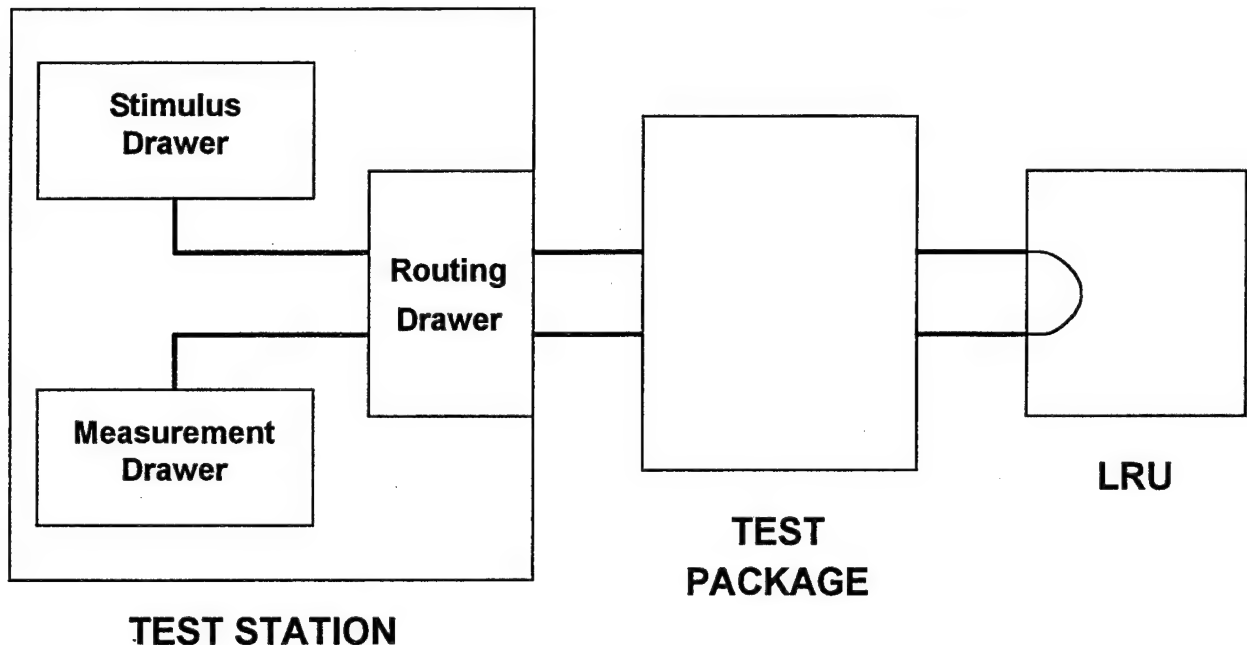 Stimulus
Drawer
Routing
Drawer
Measurement
Drawer
LRU
TEST
PACKAGE
TEST STATION